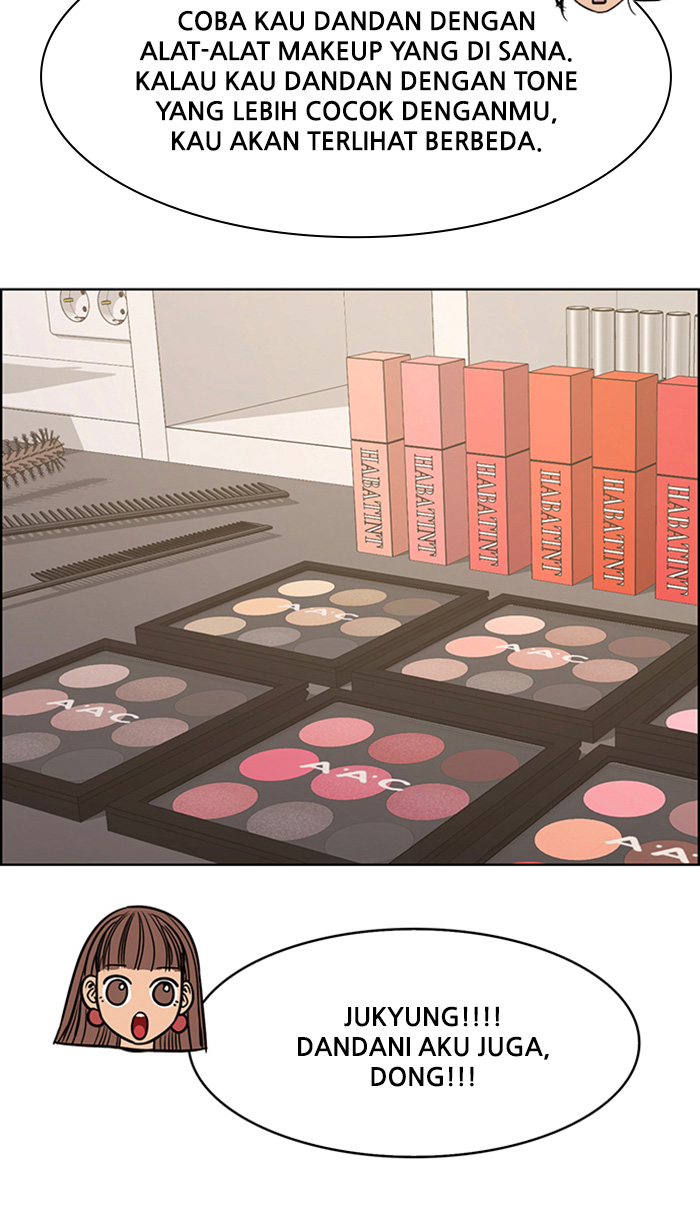 COBA KAU DANDAN DENGAN
ALAT-ALAT MAKEUP YANG DI SANA.
KALAU KAU DANDAN DENGAN TONE
YANG LEBIH COCOK DENGANMU,
KAU AKAN TERLIHAT BERBEDA.
HABATINT
HABATINT
HABATINT
HABATINT
HABATINT
HABATINT
A·A·C
A·A·C
A·A·C
A·A·C
A·A·C
JUKYUNG!!!!
DANDANI AKU JUGA,
DONG!!!